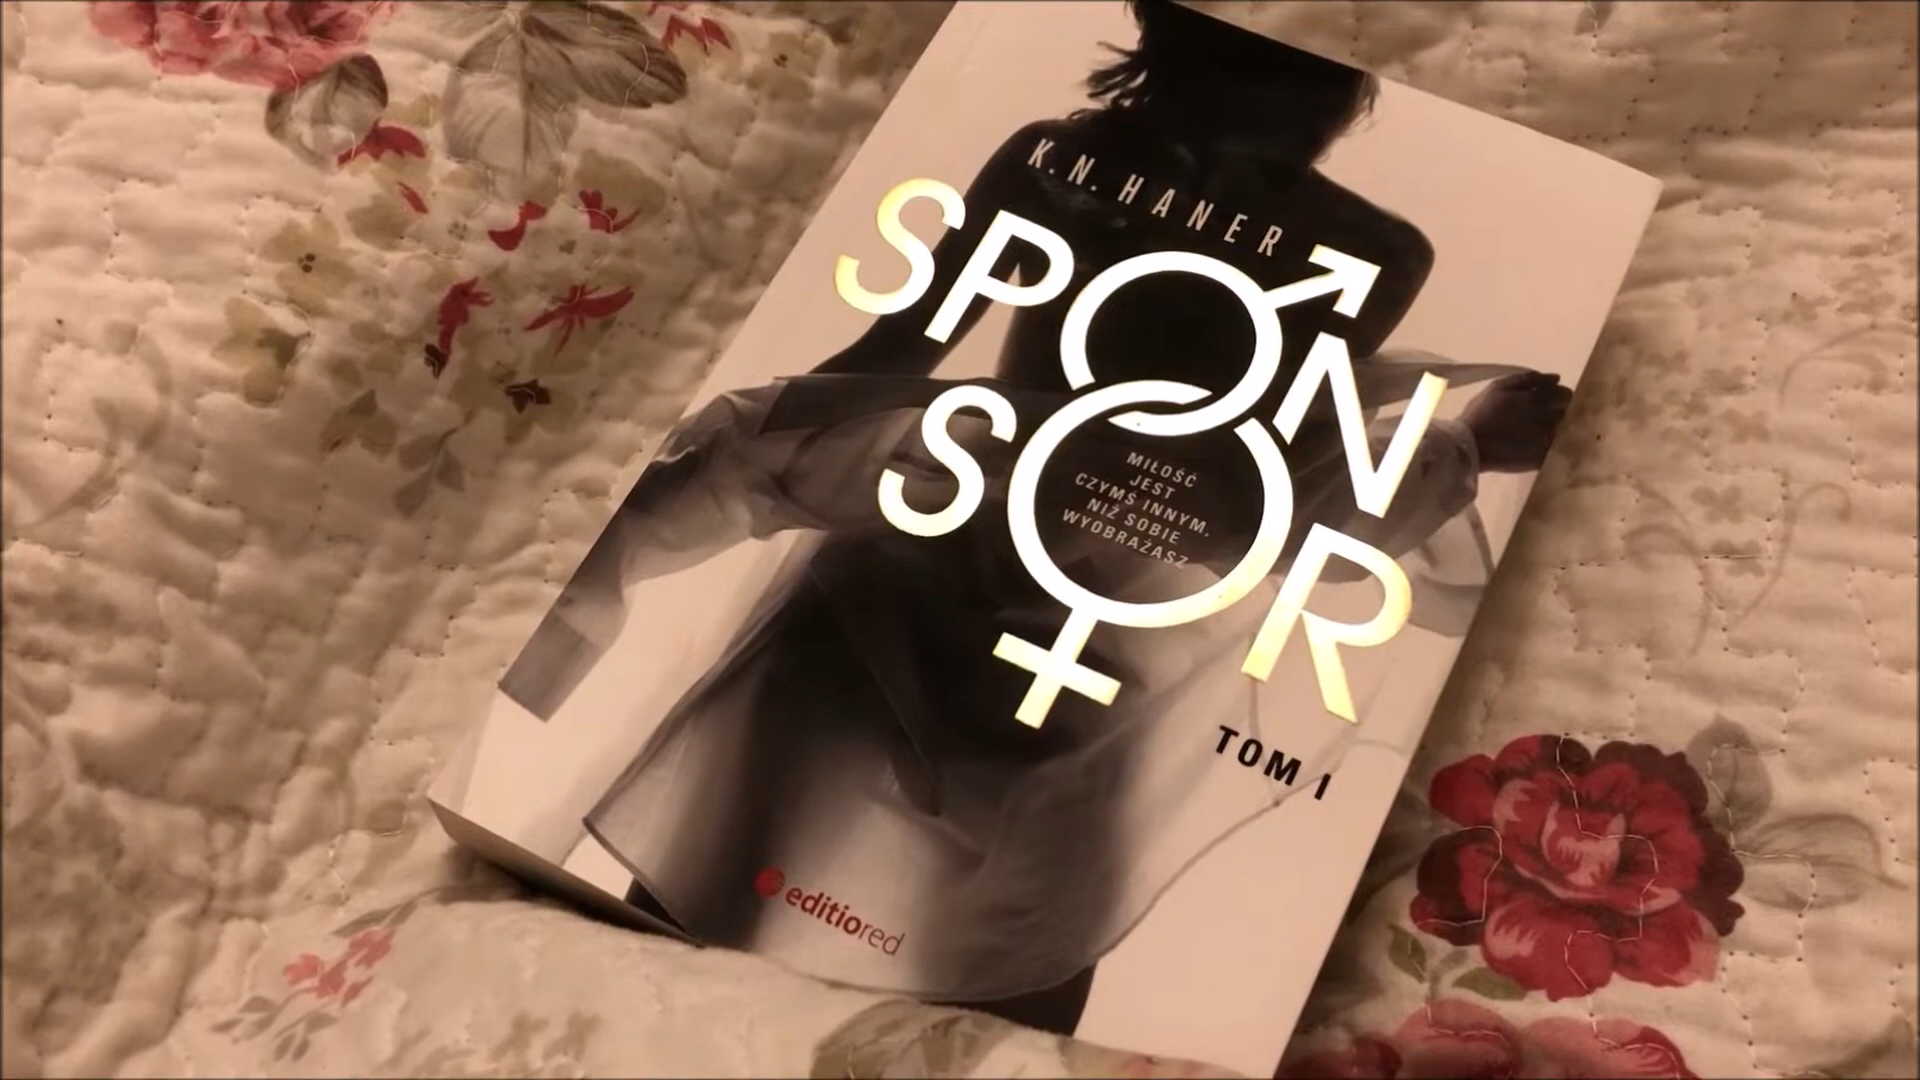 K.N. HANER
SPON
SOR
MIŁOŚĆ
JEST
CZYMŚ INNYM,
NIŻ SOBIE
WYOBRAŻASZ
TOM I
editiored